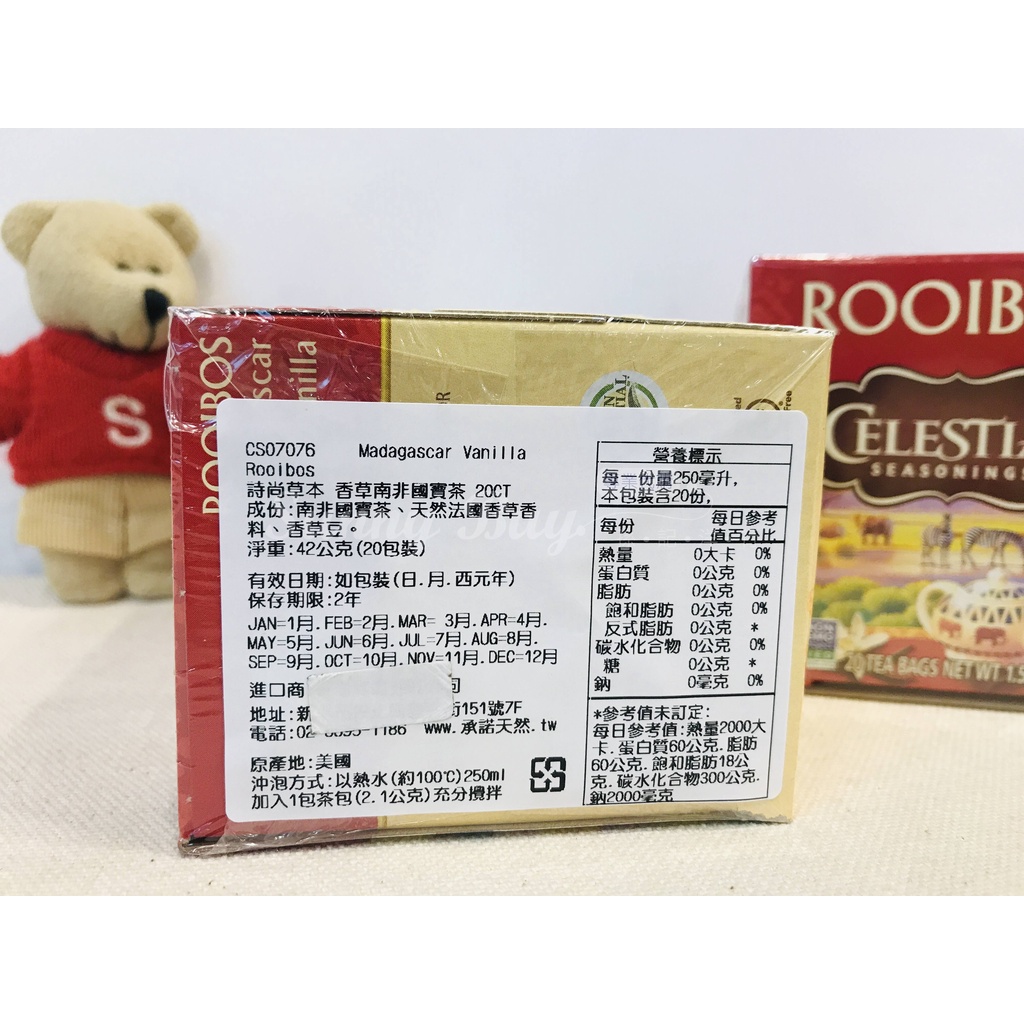 S
ROOIBOS
scar
nilla
ROOIB
CELESTIA
SEASONINGS
20 TEA BAGS NET WT 1.5
CS07076 Madagascar Vanilla
Rooibos
詩尚草本 香草南非國寶茶 20CT
成份:南非國寶茶、天然法國香草香
料、香草豆。
淨重:42公克(20包裝)
有效日期:如包裝(日.月.西元年)
保存期限:2年
JAN=1月.FEB=2月.MAR= 3月.APR=4月.
MAY=5月.JUN=6月.JUL=7月.AUG=8月.
SEP=9月.OCT=10月.NOV=11月.DEC=12月
進口商
地址:新 街151號7F
電話:02 1186 www.承諾天然.tw
原產地:美國
沖泡方式:以熱水(約100℃)250ml
加入1包茶包(2.1公克)充分攪拌
營養標示
每一份量250毫升,
本包裝含20份,
每份 每日參考
值百分比
熱量 0大卡 0%
蛋白質 0公克 0%
脂肪 0公克 0%
飽和脂肪 0公克 0%
反式脂肪 0公克 *
碳水化合物 0公克 0%
糖 0公克 *
鈉 0毫克 0%
*參考值未訂定:
每日參考值:熱量2000大
卡.蛋白質60公克.脂肪
60公克.飽和脂肪18公
克.碳水化合物300公克.
鈉2000毫克